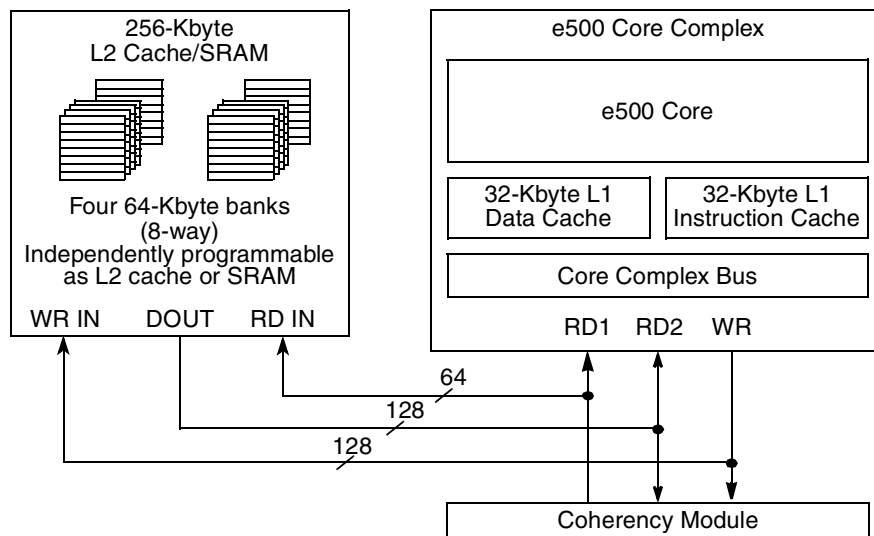 256-Kbyte
L2 Cache/SRAM
Four 64-Kbyte banks
(8-way)
Independently programmable
as L2 cache or SRAM
WR IN DOUT RD IN
e500 Core Complex
e500 Core
32-Kbyte L1
Data Cache
32-Kbyte L1
Instruction Cache
Core Complex Bus
RD1 RD2 WR
64
128
128
Coherency Module